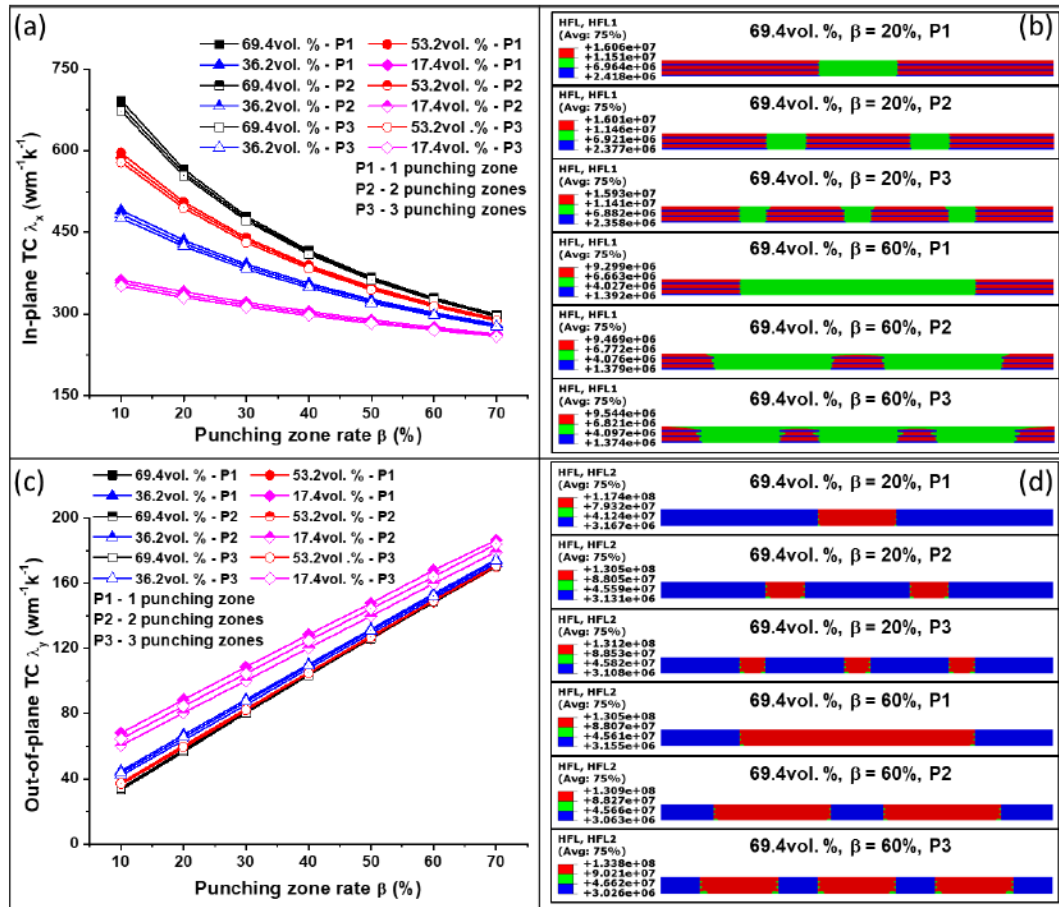 (a)
69.4vol. % - P1
53.2vol. % - P1
36.2vol. % - P1
17.4vol. % - P1
69.4vol. % - P2
53.2vol. % - P2
36.2vol. % - P2
17.4vol. % - P2
69.4vol. % - P3
53.2vol .% - P3
36.2vol. % - P3
17.4vol. % - P3
P1 - 1 punching zone
P2 - 2 punching zones
P3 - 3 punching zones
750
600
450
300
150
In-plane TC λx (wm⁻¹k⁻¹)
10 20 30 40 50 60 70
Punching zone rate β (%)
(b)
HFL, HFL1
(Avg: 75%)
+1.606e+07
+1.151e+07
+6.964e+06
+2.418e+06
69.4vol. %, β = 20%, P1
HFL, HFL1
(Avg: 75%)
+1.601e+07
+1.146e+07
+6.921e+06
+2.377e+06
69.4vol. %, β = 20%, P2
HFL, HFL1
(Avg: 75%)
+1.593e+07
+1.141e+07
+6.882e+06
+2.358e+06
69.4vol. %, β = 20%, P3
HFL, HFL1
(Avg: 75%)
+9.299e+06
+6.663e+06
+4.027e+06
+1.392e+06
69.4vol. %, β = 60%, P1
HFL, HFL1
(Avg: 75%)
+9.469e+06
+6.772e+06
+4.076e+06
+1.379e+06
69.4vol. %, β = 60%, P2
HFL, HFL1
(Avg: 75%)
+9.544e+06
+6.821e+06
+4.097e+06
+1.374e+06
69.4vol. %, β = 60%, P3
(c)
69.4vol. % - P1
53.2vol. % - P1
36.2vol. % - P1
17.4vol. % - P1
69.4vol. % - P2
53.2vol. % - P2
36.2vol. % - P2
17.4vol. % - P2
69.4vol. % - P3
53.2vol .% - P3
36.2vol. % - P3
17.4vol. % - P3
P1 - 1 punching zone
P2 - 2 punching zones
P3 - 3 punching zones
200
160
120
80
40
0
Out-of-plane TC λy (wm⁻¹k⁻¹)
10 20 30 40 50 60 70
Punching zone rate β (%)
(d)
HFL, HFL2
(Avg: 75%)
+1.174e+08
+7.932e+07
+4.124e+07
+3.167e+06
69.4vol. %, β = 20%, P1
HFL, HFL2
(Avg: 75%)
+1.305e+08
+8.805e+07
+4.559e+07
+3.131e+06
69.4vol. %, β = 20%, P2
HFL, HFL2
(Avg: 75%)
+1.312e+08
+8.853e+07
+4.582e+07
+3.108e+06
69.4vol. %, β = 20%, P3
HFL, HFL2
(Avg: 75%)
+1.305e+08
+8.807e+07
+4.561e+07
+3.155e+06
69.4vol. %, β = 60%, P1
HFL, HFL2
(Avg: 75%)
+1.309e+08
+8.827e+07
+4.566e+07
+3.063e+06
69.4vol. %, β = 60%, P2
HFL, HFL2
(Avg: 75%)
+1.338e+08
+9.021e+07
+4.662e+07
+3.026e+06
69.4vol. %, β = 60%, P3